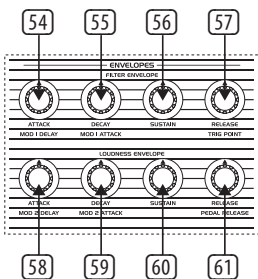 54 55 56 57
ENVELOPES
FILTER ENVELOPE
ATTACK DECAY SUSTAIN RELEASE
MOD 1 DELAY MOD 1 ATTACK TRIG POINT
LOUDNESS ENVELOPE
ATTACK DECAY SUSTAIN RELEASE
MOD 2 DELAY MOD 2 ATTACK PEDAL RELEASE
58 59 60 61